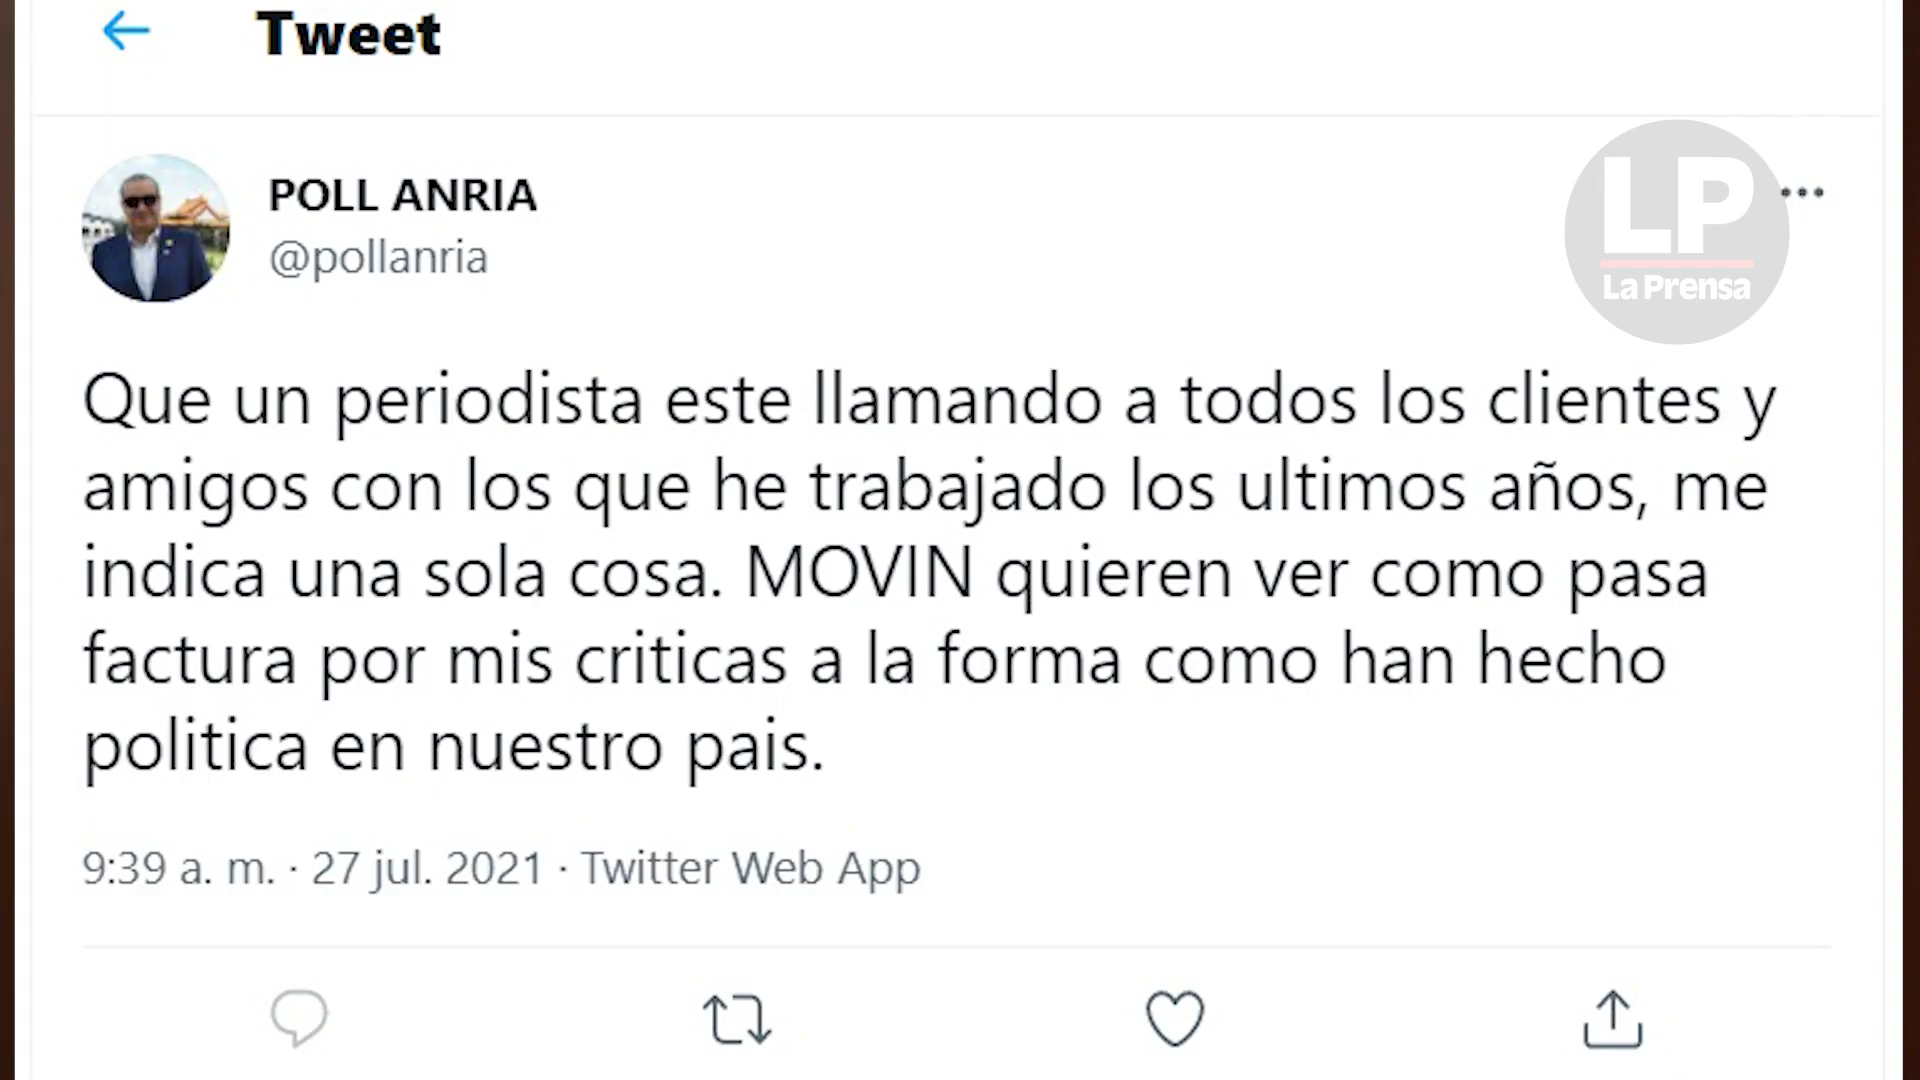 Tweet
POLL ANRIA
@pollanria
LP
La Prensa
Que un periodista este llamando a todos los clientes y
amigos con los que he trabajado los ultimos años, me
indica una sola cosa. MOVIN quieren ver como pasa
factura por mis criticas a la forma como han hecho
politica en nuestro pais.
9:39 a. m. · 27 jul. 2021 · Twitter Web App